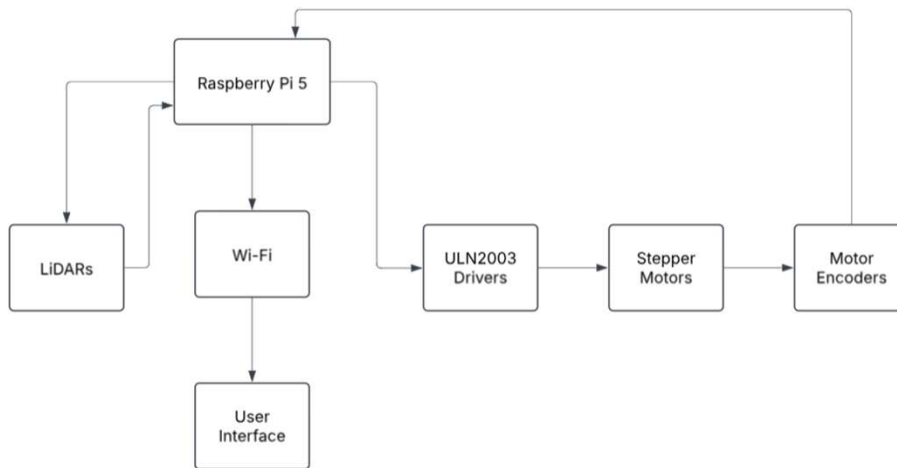 Raspberry Pi 5
LiDARs
Wi-Fi
ULN2003
Drivers
Stepper
Motors
Motor
Encoders
User
Interface